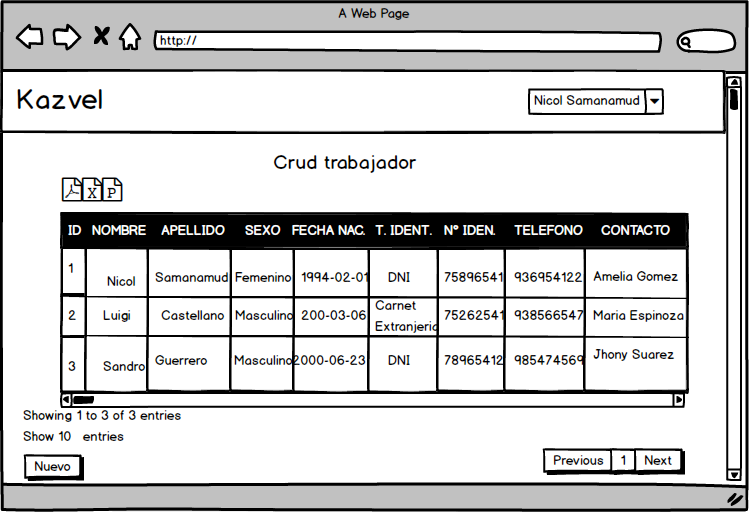 A Web Page
http://
Kazvel
Nicol Samanamud
Crud trabajador
X P
ID NOMBRE APELLIDO SEXO FECHA NAC. T. IDENT. Nº IDEN. TELEFONO CONTACTO
1 Nicol Samanamud Femenino 1994-02-01 DNI 75896541 936954122 Amelia Gomez
2 Luigi Castellano Masculino 200-03-06 Carnet Extranjeria 75262541 938566547 Maria Espinoza
3 Sandro Guerrero Masculino 2000-06-23 DNI 78965412 985474569 Jhony Suarez
Showing 1 to 3 of 3 entries
Show 10 entries
Nuevo
Previous 1 Next